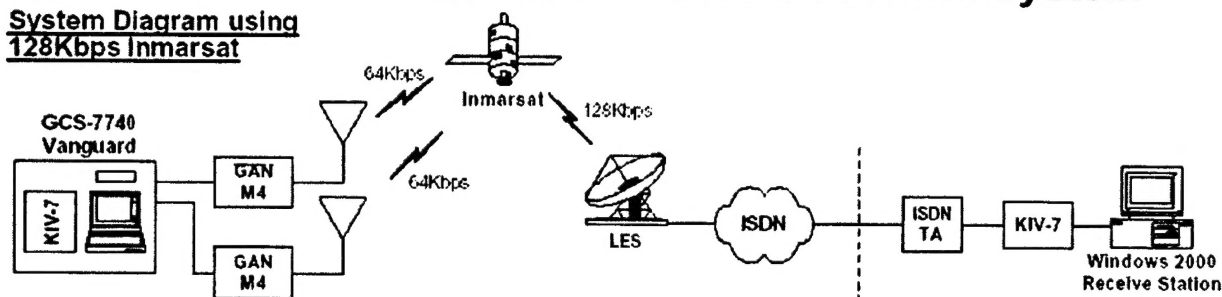 System Diagram using
128Kbps Inmarsat
64Kbps
Inmarsat
128Kbps
64Kbps
GCS-7740
Vanguard
KIV-7
GAN
M4
GAN
M4
LES
ISDN
ISDN
TA
KIV-7
Windows 2000
Receive Station